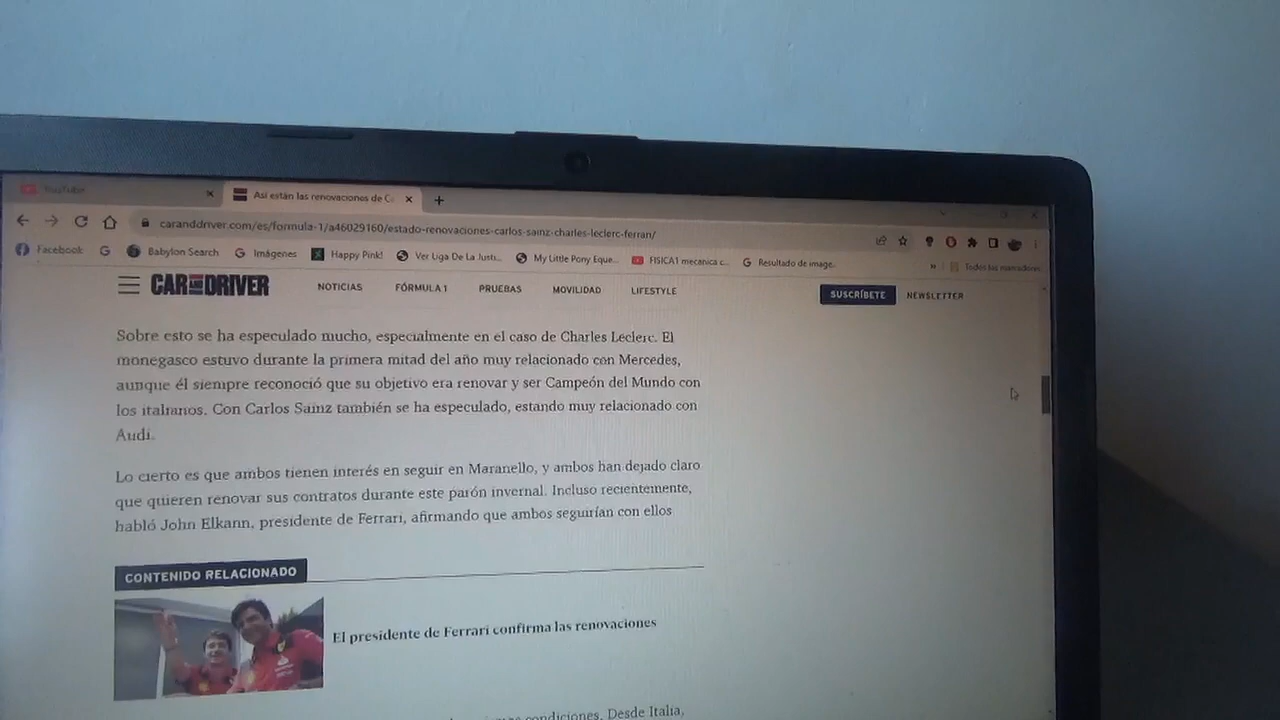 YouTube
Así están las renovaciones de C
caranddriver.com/es/formula-1/a46029160/estado-renovaciones-carlos-sainz-charles-leclerc-ferran/
Facebook
Babylon Search
Imágenes
Happy Pink!
Ver Uga De La Justi...
My Little Pony Eque...
FISICA1 mecanica c...
Resultado de image...
Todos los marcadores
CAR AND DRIVER
NOTICIAS
FÓRMULA 1
PRUEBAS
MOVILIDAD
LIFESTYLE
SUSCRÍBETE
NEWSLETTER
Sobre esto se ha especulado mucho, especialmente en el caso de Charles Leclerc. El
monegasco estuvo durante la primera mitad del año muy relacionado con Mercedes,
aunque él siempre reconoció que su objetivo era renovar y ser Campeón del Mundo con
los italianos. Con Carlos Sainz también se ha especulado, estando muy relacionado con
Audi.
Lo cierto es que ambos tienen interés en seguir en Maranello, y ambos han dejado claro
que quieren renovar sus contratos durante este parón invernal. Incluso recientemente,
habló John Elkann, presidente de Ferrari, afirmando que ambos seguirían con ellos
CONTENIDO RELACIONADO
El presidente de Ferrari confirma las renovaciones
condiciones. Desde Italia,